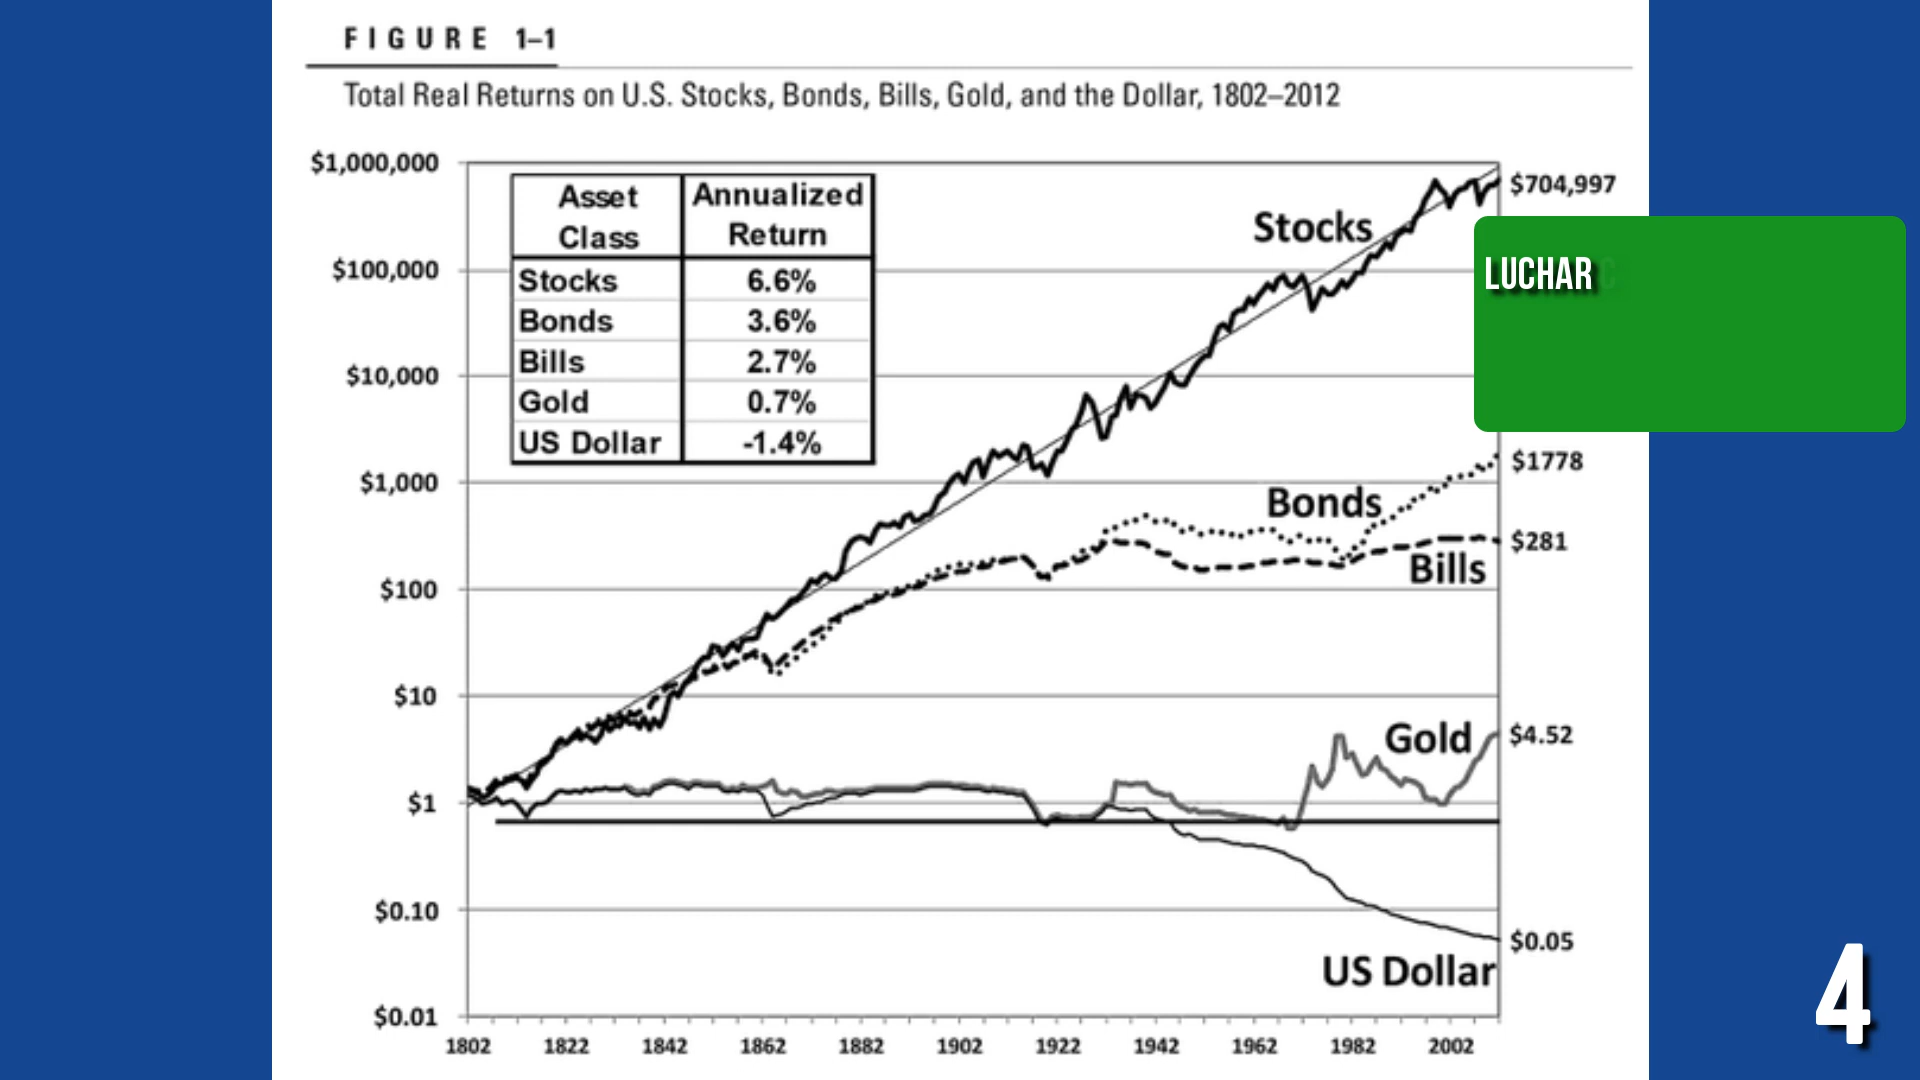 FIGURE 1–1
Total Real Returns on U.S. Stocks, Bonds, Bills, Gold, and the Dollar, 1802–2012
$1,000,000
$100,000
$10,000
$1,000
$100
$10
$1
$0.10
$0.01
Asset Class Annualized Return
Stocks 6.6%
Bonds 3.6%
Bills 2.7%
Gold 0.7%
US Dollar -1.4%
Stocks
Bonds
Bills
Gold
US Dollar
$704,997
LUCHAR
$1778
$281
$4.52
$0.05
1802 1822 1842 1862 1882 1902 1922 1942 1962 1982 2002
4